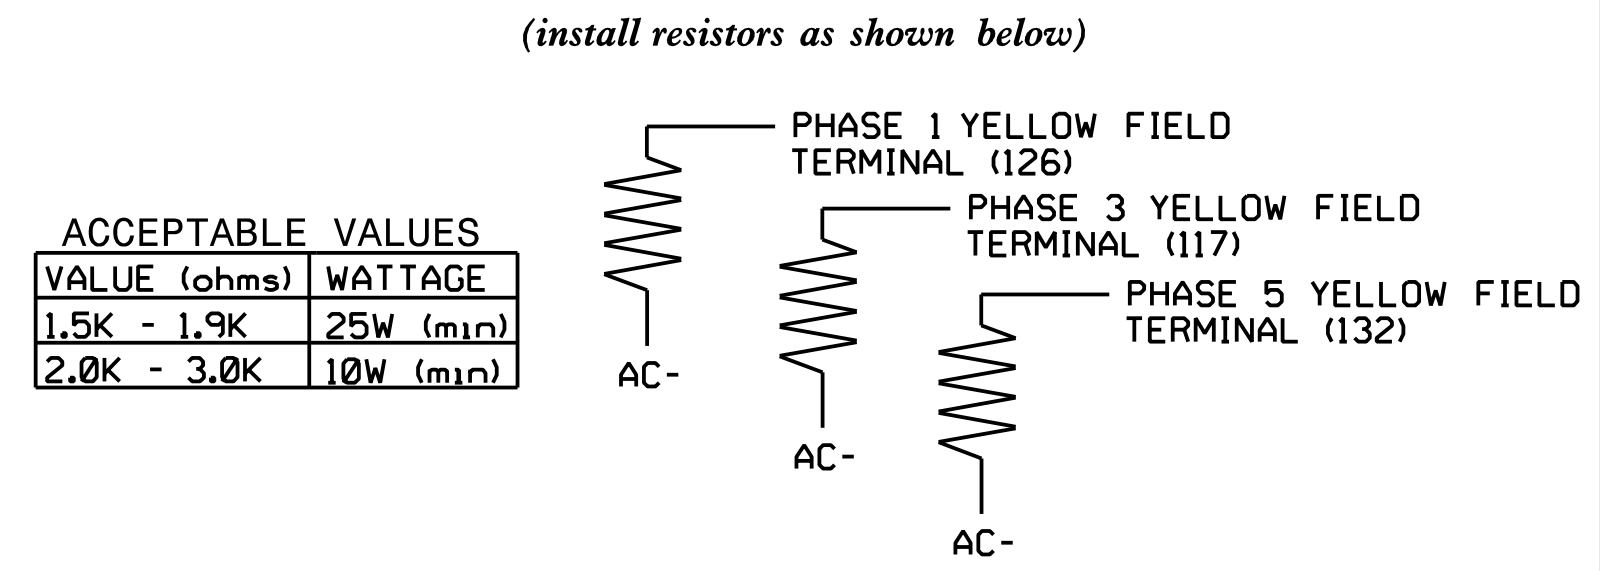 (install resistors as shown below)
PHASE 1 YELLOW FIELD
TERMINAL (126)
PHASE 3 YELLOW FIELD
TERMINAL (117)
PHASE 5 YELLOW FIELD
TERMINAL (132)
ACCEPTABLE VALUES
VALUE (ohms) WATTAGE
1.5K - 1.9K 25W (min)
2.0K - 3.0K 10W (min)
AC-
AC-
AC-